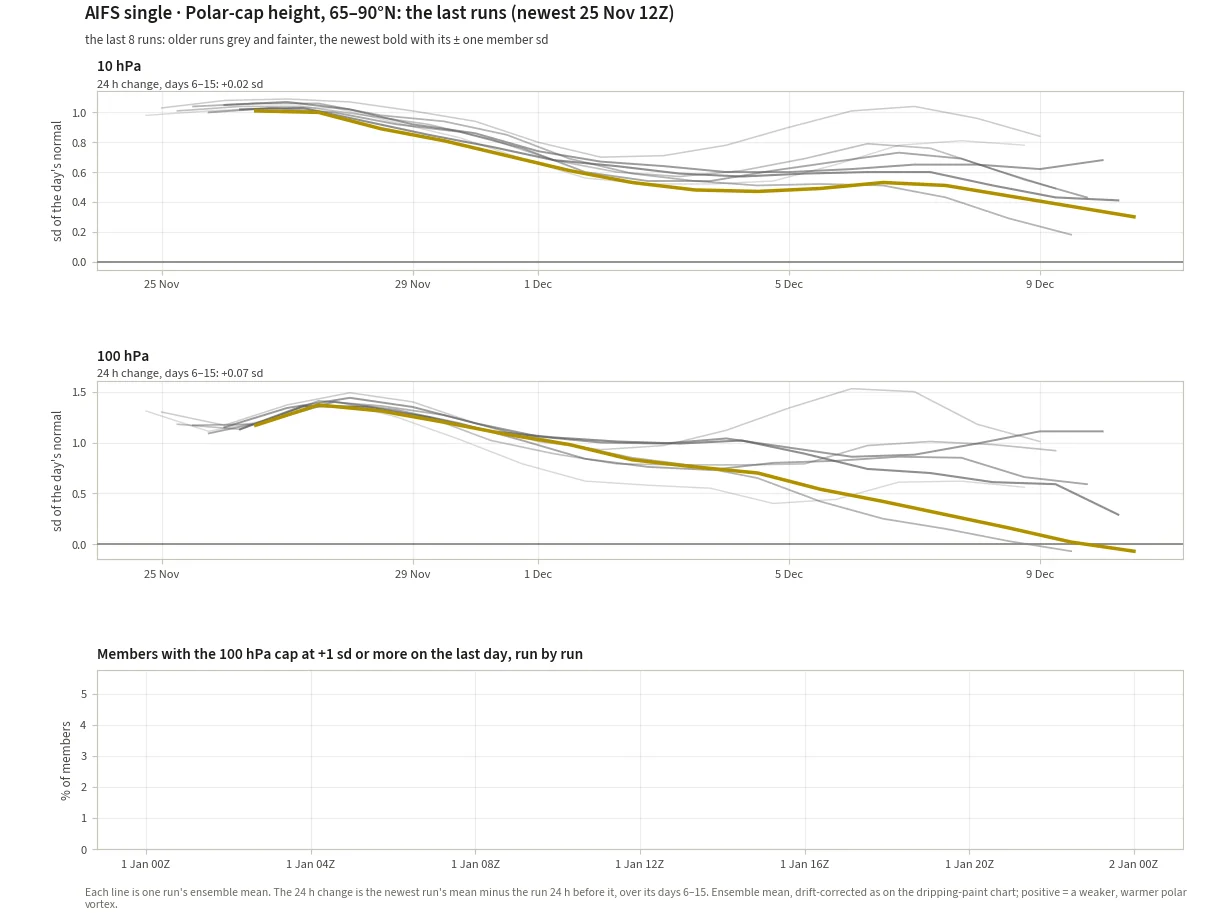 AIFS single · Polar-cap height, 65–90°N: the last runs (newest 25 Nov 12Z)
the last 8 runs: older runs grey and fainter, the newest bold with its ± one member sd
10 hPa
24 h change, days 6–15: +0.02 sd
sd of the day's normal
1.0
0.8
0.6
0.4
0.2
0.0
25 Nov 29 Nov 1 Dec 5 Dec 9 Dec
100 hPa
24 h change, days 6–15: +0.07 sd
sd of the day's normal
1.5
1.0
0.5
0.0
25 Nov 29 Nov 1 Dec 5 Dec 9 Dec
Members with the 100 hPa cap at +1 sd or more on the last day, run by run
% of members
5
4
3
2
1
0
1 Jan 00Z 1 Jan 04Z 1 Jan 08Z 1 Jan 12Z 1 Jan 16Z 1 Jan 20Z 2 Jan 00Z
Each line is one run's ensemble mean. The 24 h change is the newest run's mean minus the run 24 h before it, over its days 6–15. Ensemble mean, drift-corrected as on the dripping-paint chart; positive = a weaker, warmer polar
vortex.